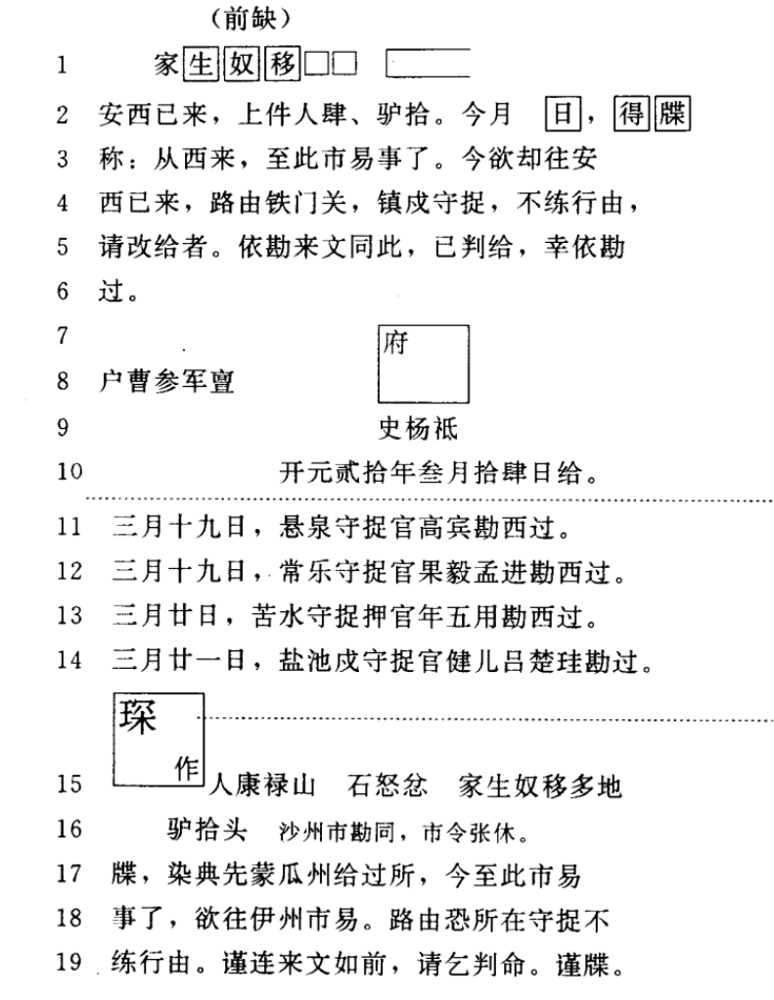 （前缺）
1 家生奴移□□
2 安西已来，上件人肆、驴拾。今月 日，得牒
3 称：从西来，至此市易事了。今欲却往安
4 西已来，路由铁门关，镇戍守捉，不练行由，
5 请改给者。依勘来文同此，已判给，幸依勘
6 过。
7 府
8 户曹参军亶
9 史杨祗
10 开元贰拾年叁月拾肆日给。
11 三月十九日，悬泉守捉官高宾勘西过。
12 三月十九日，常乐守捉官果毅孟进勘西过。
13 三月廿日，苦水守捉押官年五用勘西过。
14 三月廿一日，盐池戍守捉官健儿吕楚珪勘过。
琛
15 作人康禄山 石怒忿 家生奴移多地
16 驴拾头 沙州市勘同，市令张休。
17 牒，染典先蒙瓜州给过所，今至此市易
18 事了，欲往伊州市易。路由恐所在守捉不
19 练行由。谨连来文如前，请乞判命。谨牒。